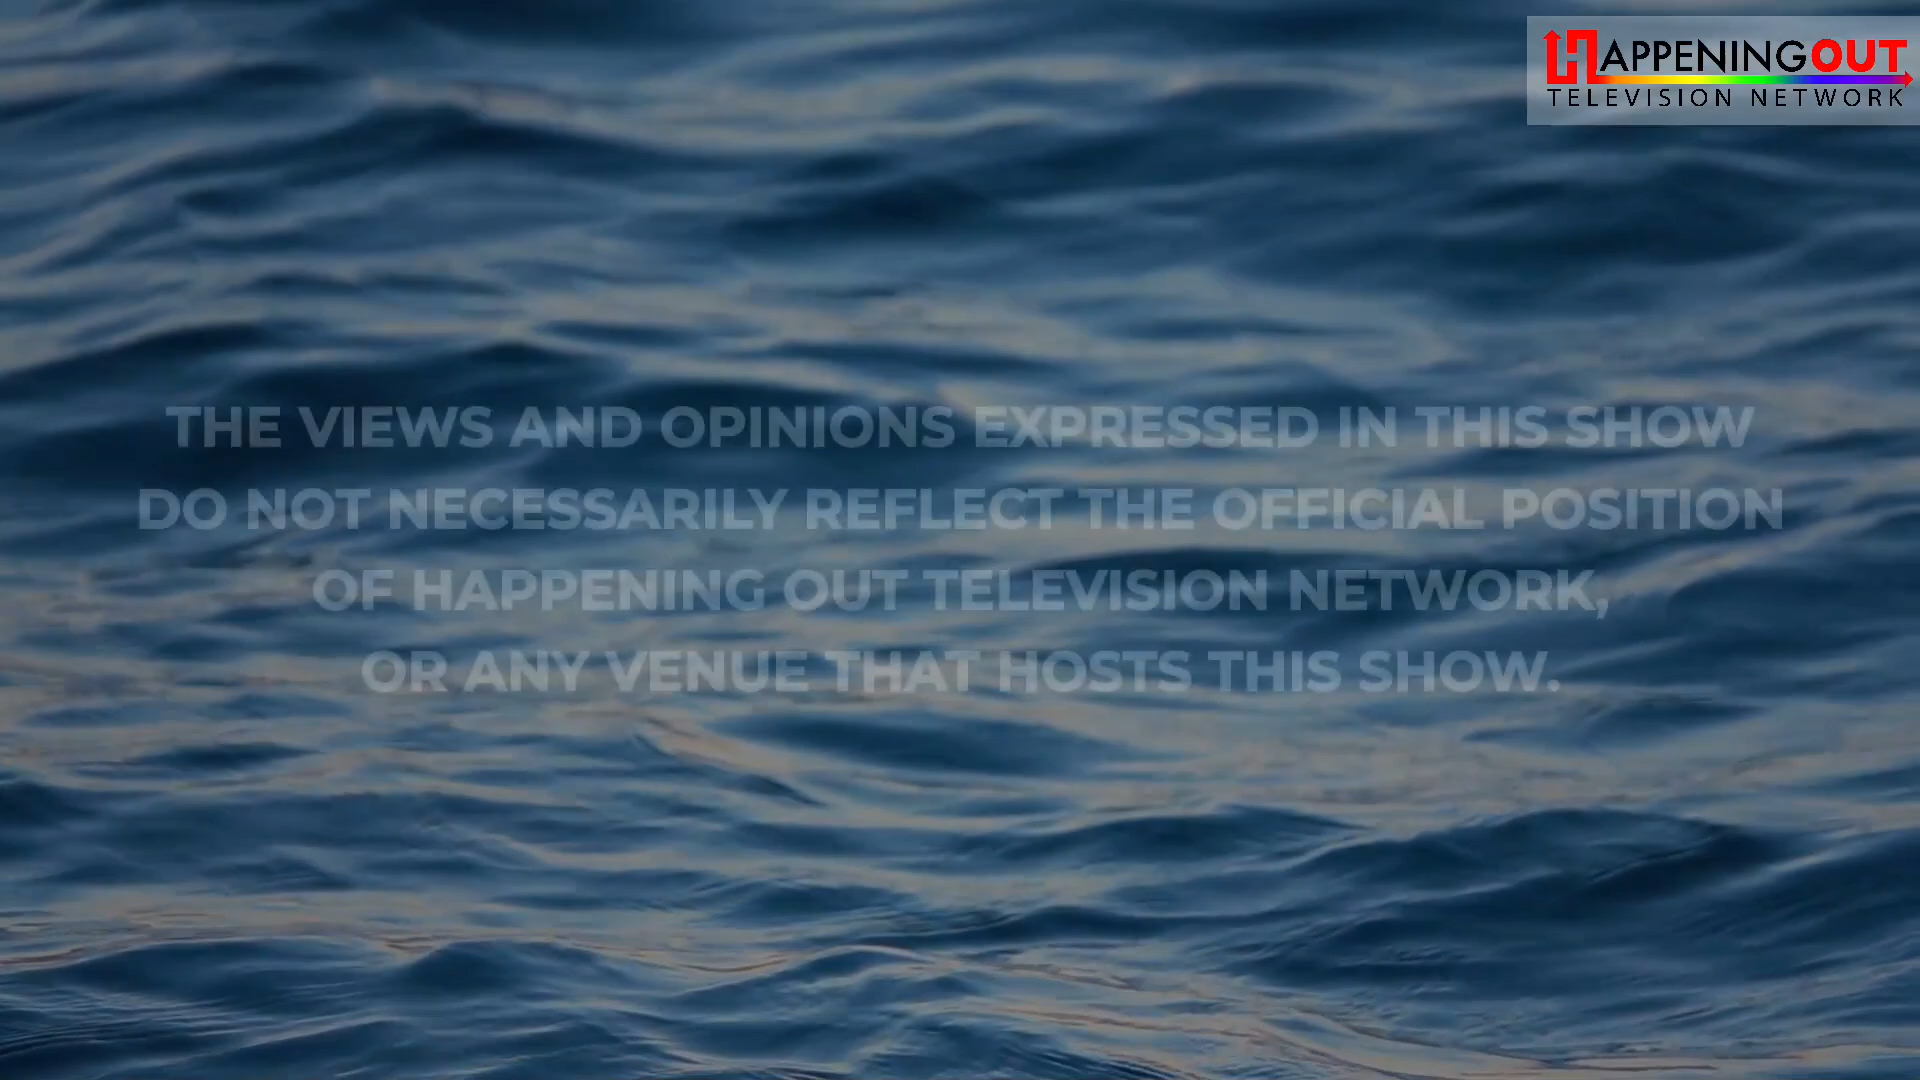 HAPPENINGOUT
TELEVISION NETWORK
THE VIEWS AND OPINIONS EXPRESSED IN THIS SHOW
DO NOT NECESSARILY REFLECT THE OFFICIAL POSITION
OF HAPPENING OUT TELEVISION NETWORK,
OR ANY VENUE THAT HOSTS THIS SHOW.